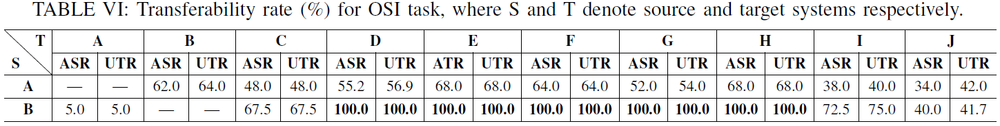 TABLE VI: Transferability rate (%) for OSI task, where S and T denote source and target systems respectively.
T A B C D E F G H I J
S ASR UTR ASR UTR ASR UTR ASR UTR ATR UTR ASR UTR ASR UTR ASR UTR ASR UTR ASR UTR
A — — 62.0 64.0 48.0 48.0 55.2 56.9 68.0 68.0 64.0 64.0 52.0 54.0 68.0 68.0 38.0 40.0 34.0 42.0
B 5.0 5.0 — — 67.5 67.5 100.0 100.0 100.0 100.0 100.0 100.0 100.0 100.0 100.0 100.0 72.5 75.0 40.0 41.7